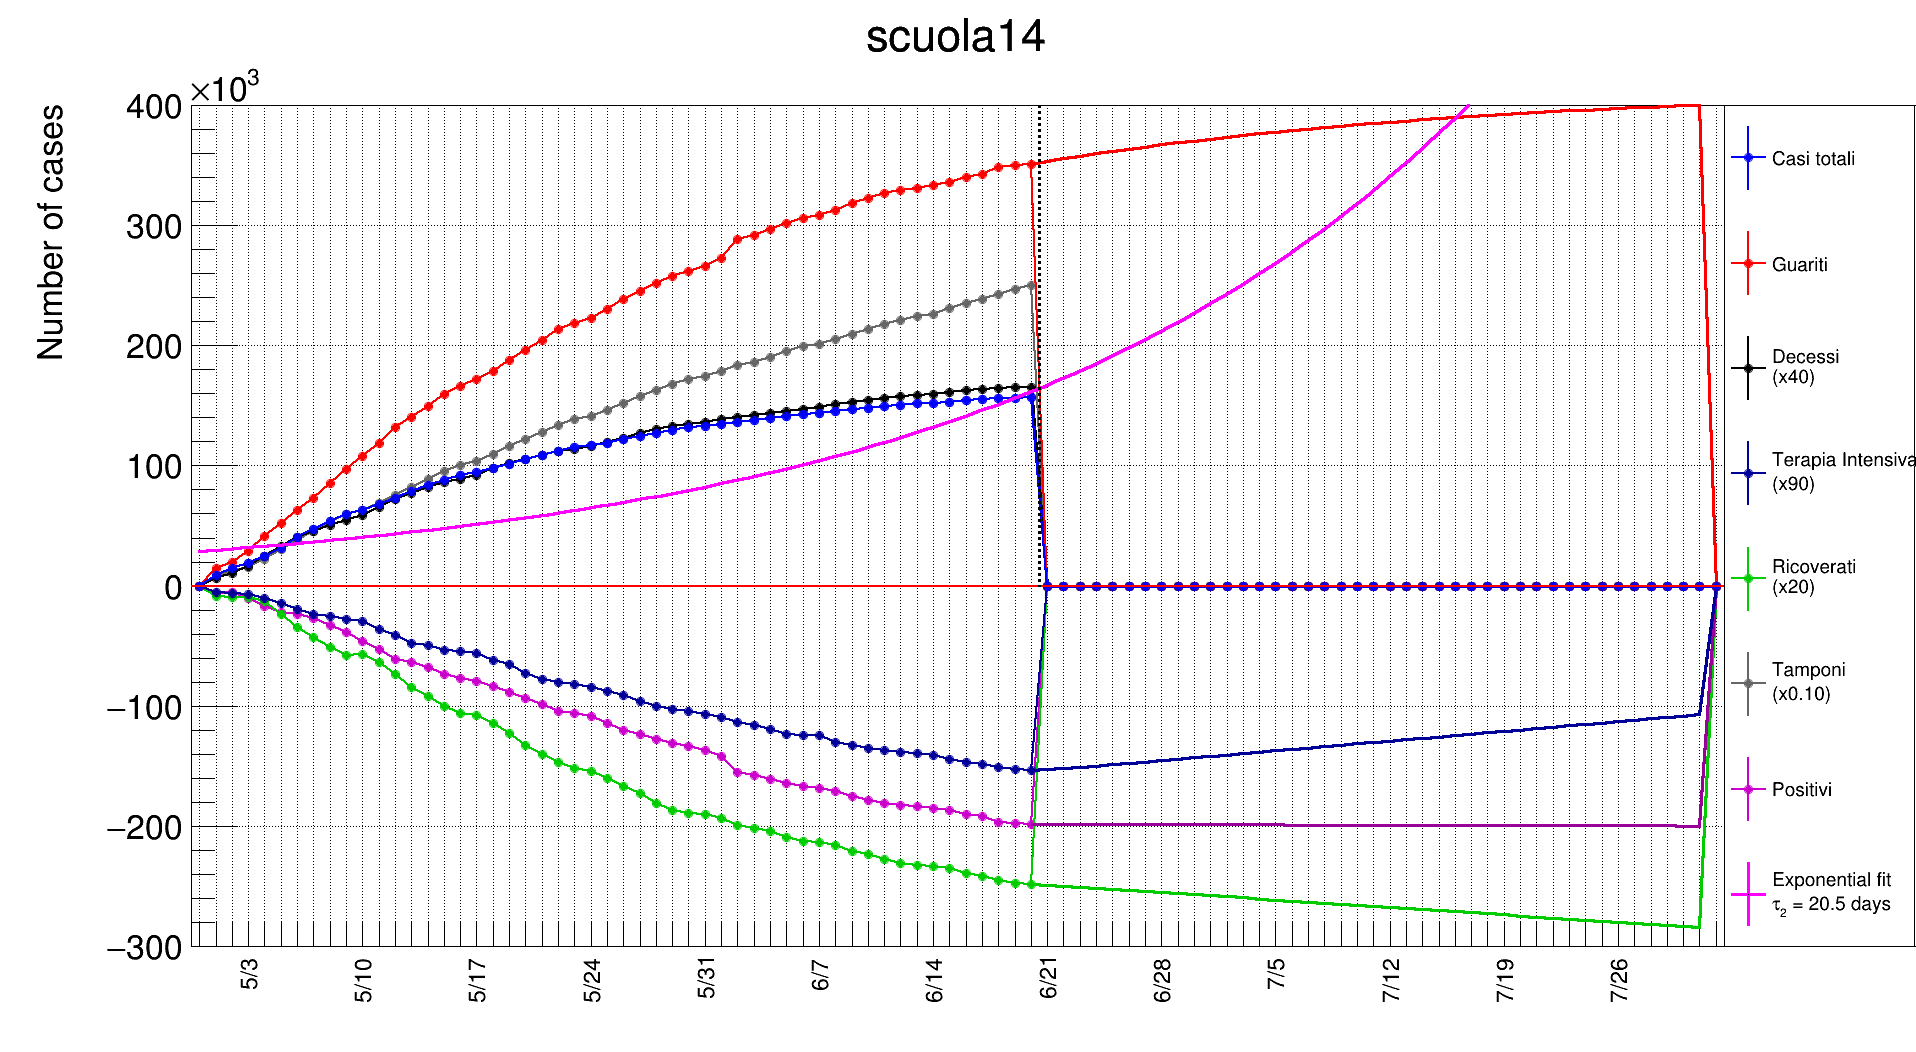 scuola14
×10³
Number of cases
400
300
200
100
0
−100
−200
−300
5/3
5/10
5/17
5/24
5/31
6/7
6/14
6/21
6/28
7/5
7/12
7/19
7/26
Casi totali
Guariti
Decessi
(x40)
Terapia Intensiva
(x90)
Ricoverati
(x20)
Tamponi
(x0.10)
Positivi
Exponential fit
τ₂ = 20.5 days